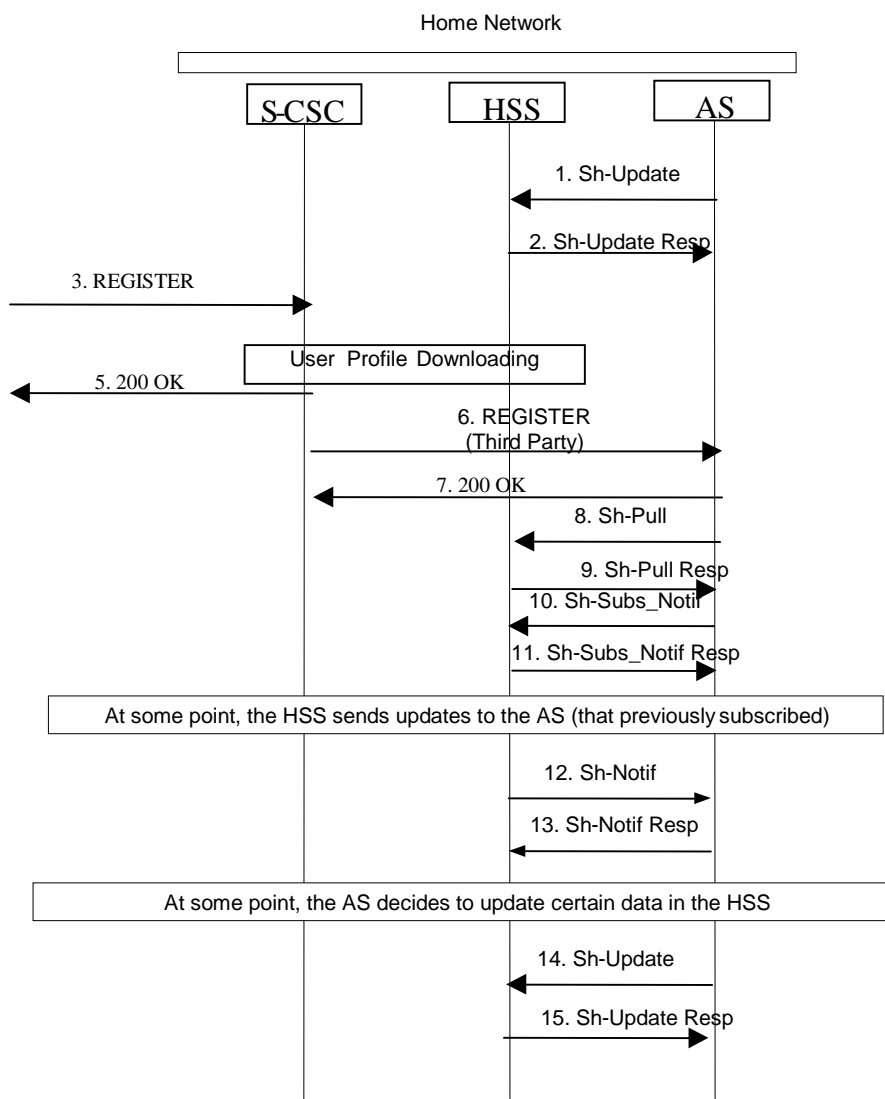 Home Network
S-CSC
HSS
AS
1. Sh-Update
2. Sh-Update Resp
3. REGISTER
User Profile Downloading
5. 200 OK
6. REGISTER
(Third Party)
7. 200 OK
8. Sh-Pull
9. Sh-Pull Resp
10. Sh-Subs_Notif
11. Sh-Subs_Notif Resp
At some point, the HSS sends updates to the AS (that previously subscribed)
12. Sh-Notif
13. Sh-Notif Resp
At some point, the AS decides to update certain data in the HSS
14. Sh-Update
15. Sh-Update Resp